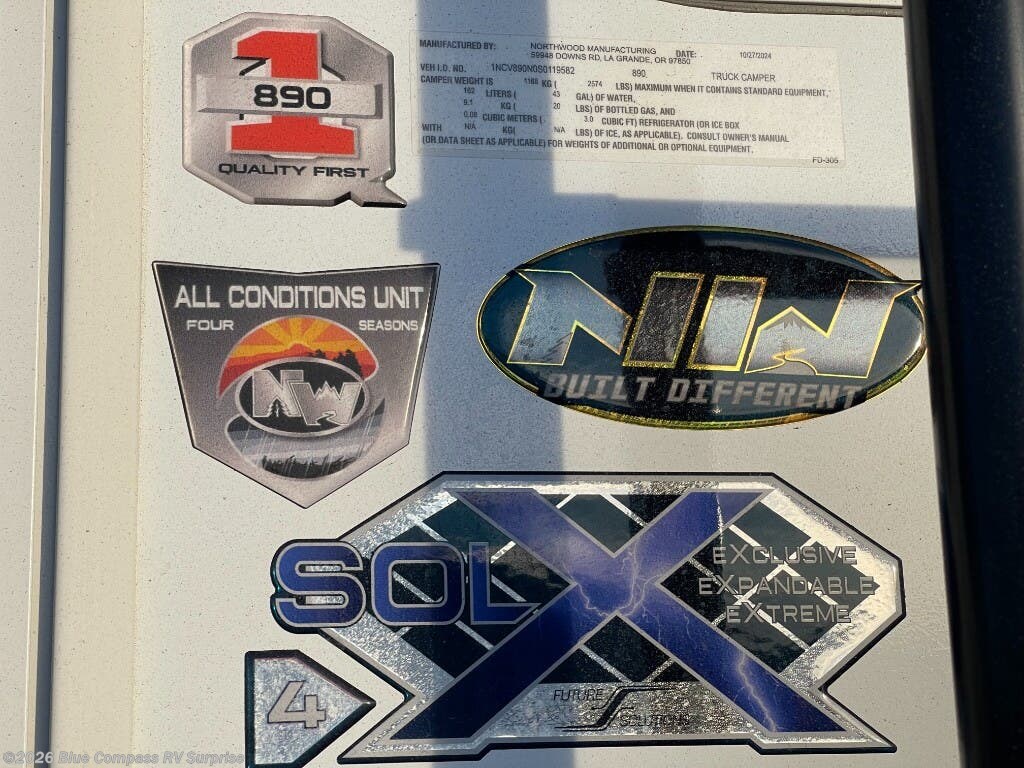 1
890
QUALITY FIRST
MANUFACTURED BY: NORTHWOOD MANUFACTURING DATE: 10/27/2024
59948 DOWNS RD, LA GRANDE, OR 97850
VEH I.D. NO. 1NCV890N0S0119582 890 TRUCK CAMPER
CAMPER WEIGHT IS 1168 KG ( 2574 LBS) MAXIMUM WHEN IT CONTAINS STANDARD EQUIPMENT,
162 LITERS ( 43 GAL) OF WATER,
9.1 KG ( 20 LBS) OF BOTTLED GAS, AND
0.08 CUBIC METERS ( 3.0 CUBIC FT) REFRIGERATOR (OR ICE BOX
WITH N/A KG( N/A LBS) OF ICE, AS APPLICABLE). CONSULT OWNER'S MANUAL
(OR DATA SHEET AS APPLICABLE) FOR WEIGHTS OF ADDITIONAL OR OPTIONAL EQUIPMENT.
FD-305
ALL CONDITIONS UNIT
FOUR SEASONS
NW
NW
BUILT DIFFERENT
SOLX
eXCLUSIVE
eXPANDABLE
eXTREME
FUTURE
SOLUTIONS
4
©2026 Blue Compass RV Surprise